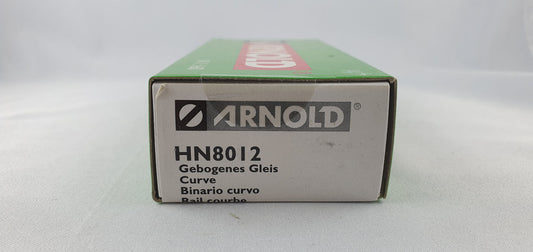 ARNOLD
HN8012
Gebogenes Gleis
Curve
Binario curvo
Rail courbe